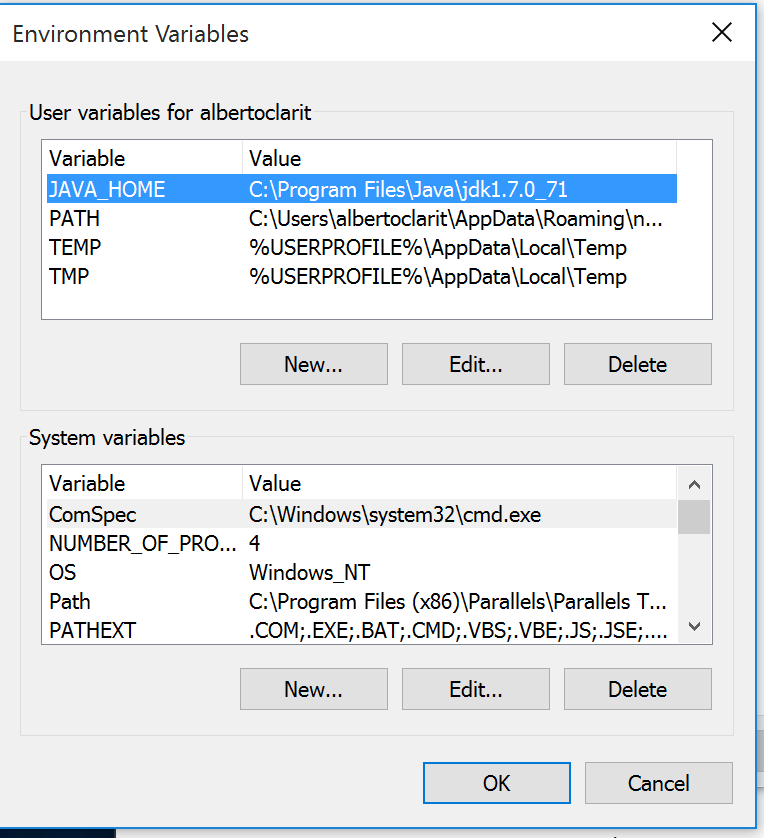 Environment Variables
User variables for albertoclarit
Variable Value
JAVA_HOME C:\Program Files\Java\jdk1.7.0_71
PATH C:\Users\albertoclarit\AppData\Roaming\n...
TEMP %USERPROFILE%\AppData\Local\Temp
TMP %USERPROFILE%\AppData\Local\Temp
New... Edit... Delete
System variables
Variable Value
ComSpec C:\Windows\system32\cmd.exe
NUMBER_OF_PRO... 4
OS Windows_NT
Path C:\Program Files (x86)\Parallels\Parallels T...
PATHEXT .COM;.EXE;.BAT;.CMD;.VBS;.VBE;.JS;.JSE;....
New... Edit... Delete
OK Cancel